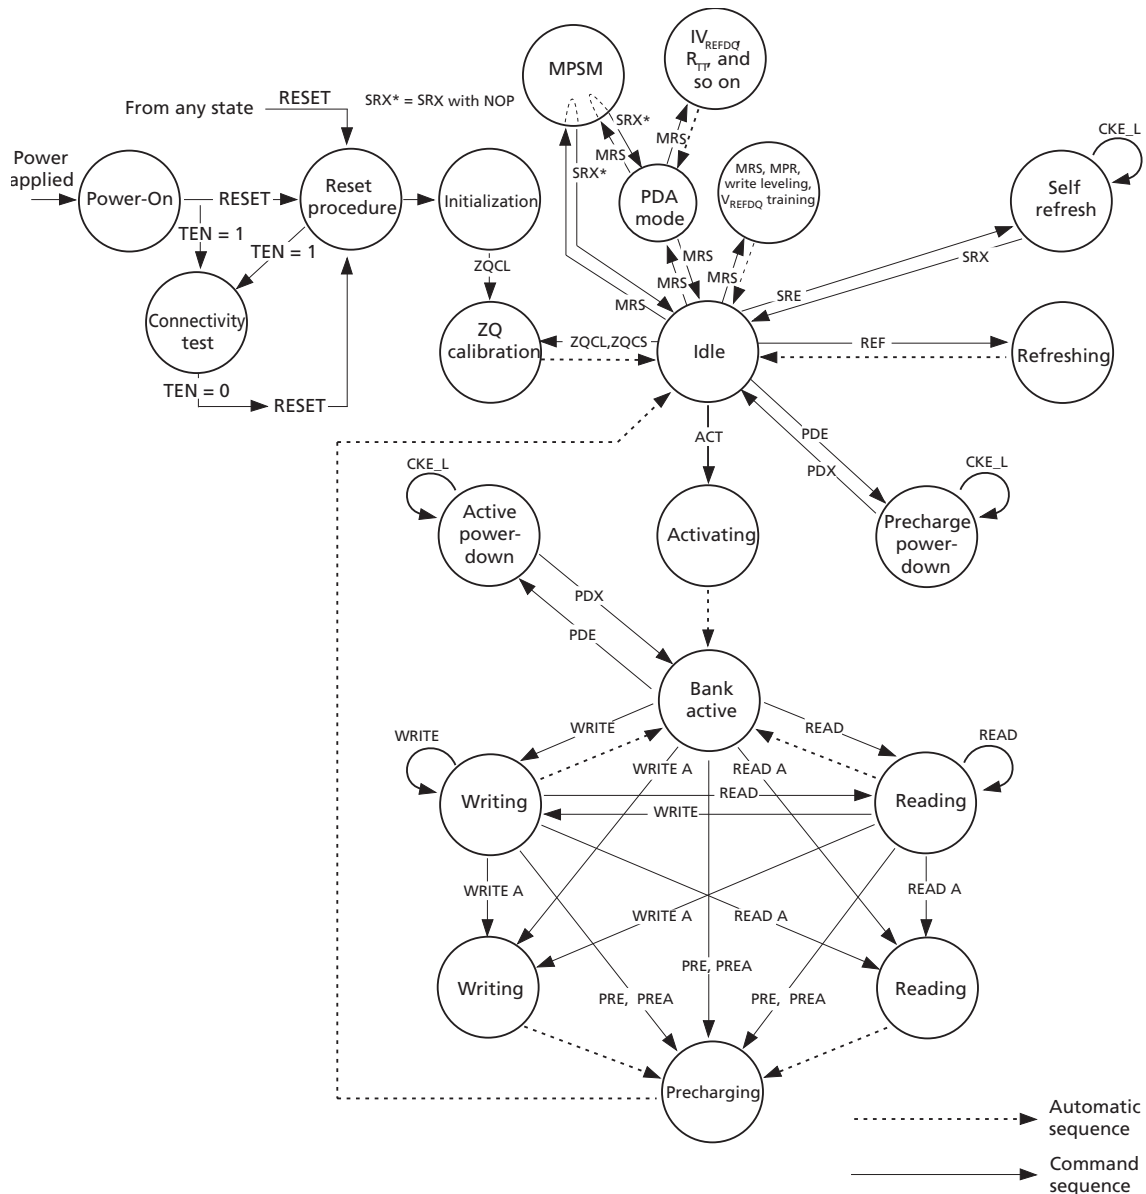 IV_REFDQ,
R_TT, and
so on
MPSM
From any state
RESET
SRX* = SRX with NOP
SRX*
MRS
MRS
CKE_L
Power
applied
Power-On
RESET
Reset
procedure
Initialization
SRX*
PDA
mode
MRS, MPR,
write leveling,
V_REFDQ training
Self
refresh
TEN = 1
TEN = 1
ZQCL
MRS
MRS
MRS
MRS
SRE
SRX
Connectivity
test
ZQ
calibration
ZQCL,ZQCS
Idle
REF
Refreshing
TEN = 0
RESET
ACT
PDE
PDX
CKE_L
CKE_L
Active
power-
down
Activating
Precharge
power-
down
PDX
PDE
Bank
active
WRITE
READ
WRITE
READ
WRITE A
READ A
Writing
READ
WRITE
Reading
WRITE A
READ A
WRITE A
READ A
Writing
PRE, PREA
Reading
PRE, PREA
PRE, PREA
Precharging
Automatic
sequence
Command
sequence